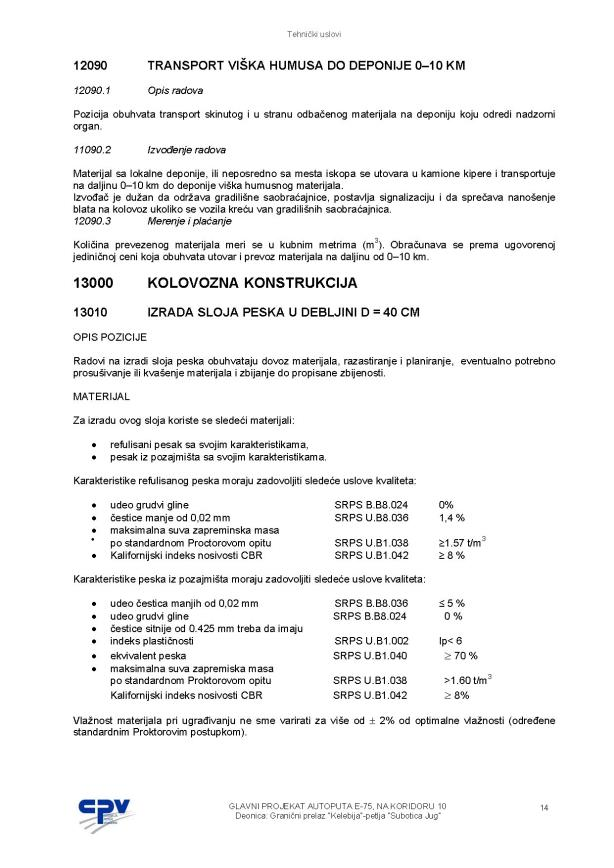 Tehnički uslovi
12090 TRANSPORT VIŠKA HUMUSA DO DEPONIJE 0–10 KM
12090.1 Opis radova
Pozicija obuhvata transport skinutog i u stranu odbačenog materijala na deponiju koju odredi nadzorni
organ.
11090.2 Izvođenje radova
Materijal sa lokalne deponije, ili neposredno sa mesta iskopa se utovara u kamione kipere i transportuje
na daljinu 0–10 km do deponije viška humusnog materijala.
Izvođač je dužan da održava gradilišne saobraćajnice, postavlja signalizaciju i da sprečava nanošenje
blata na kolovoz ukoliko se vozila kreću van gradilišnih saobraćajnica.
12090.3 Merenje i plaćanje
Količina prevezenog materijala meri se u kubnim metrima (m³). Obračunava se prema ugovorenoj
jediničnoj ceni koja obuhvata utovar i prevoz materijala na daljinu od 0–10 km.
13000 KOLOVOZNA KONSTRUKCIJA
13010 IZRADA SLOJA PESKA U DEBLJINI D = 40 CM
OPIS POZICIJE
Radovi na izradi sloja peska obuhvataju dovoz materijala, razastiranje i planiranje, eventualno potrebno
prosušivanje ili kvašenje materijala i zbijanje do propisane zbijenosti.
MATERIJAL
Za izradu ovog sloja koriste se sledeći materijali:
• refulisani pesak sa svojim karakteristikama,
• pesak iz pozajmišta sa svojim karakteristikama.
Karakteristike refulisanog peska moraju zadovoljiti sledeće uslove kvaliteta:
• udeo grudvi gline SRPS B.B8.024 0%
• čestice manje od 0,02 mm SRPS U.B8.036 1,4 %
• maksimalna suva zapreminska masa
• po standardnom Proctorovom opitu SRPS U.B1.038 ≥1.57 t/m³
• Kalifornijski indeks nosivosti CBR SRPS U.B1.042 ≥ 8 %
Karakteristike peska iz pozajmišta moraju zadovoljiti sledeće uslove kvaliteta:
• udeo čestica manjih od 0,02 mm SRPS B.B8.036 ≤ 5 %
• udeo grudvi gline SRPS B.B8.024 0 %
• čestice sitnije od 0.425 mm treba da imaju
• indeks plastičnosti SRPS U.B1.002 Ip< 6
• ekvivalent peska SRPS U.B1.040 ≥ 70 %
• maksimalna suva zapremiska masa
po standardnom Proktorovom opitu SRPS U.B1.038 >1.60 t/m³
Kalifornijski indeks nosivosti CBR SRPS U.B1.042 ≥ 8%
Vlažnost materijala pri ugrađivanju ne sme varirati za više od ± 2% od optimalne vlažnosti (određene
standardnim Proktorovim postupkom).
CPV
GLAVNI PROJEKAT AUTOPUTA E-75, NA KORIDORU 10
Deonica: Granični prelaz "Kelebija"-petlja "Subotica Jug"
14